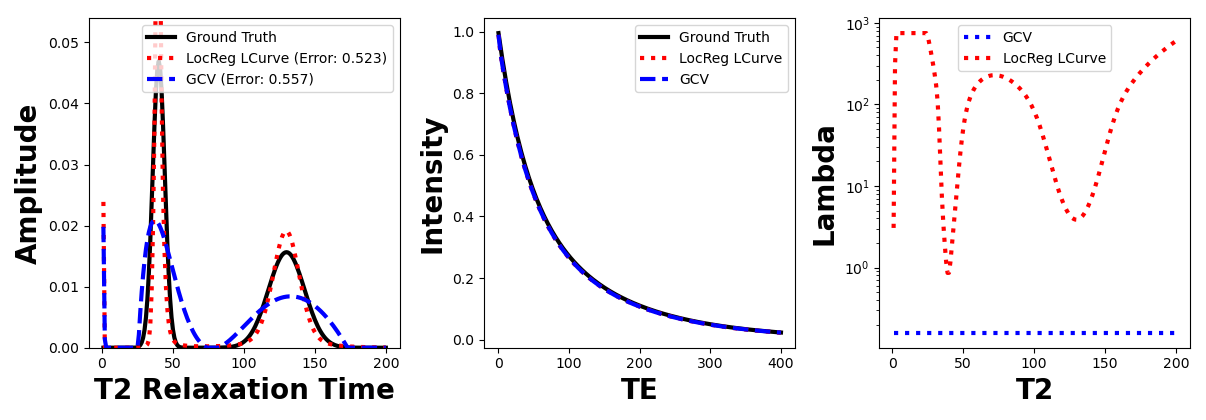 Amplitude
0.05
0.04
0.03
0.02
0.01
0.00
0 50 100 150 200
T2 Relaxation Time
Ground Truth
LocReg LCurve (Error: 0.523)
GCV (Error: 0.557)
Intensity
1.0
0.8
0.6
0.4
0.2
0.0
0 100 200 300 400
TE
Ground Truth
LocReg LCurve
GCV
Lambda
10³
10²
10¹
10⁰
0 50 100 150 200
T2
GCV
LocReg LCurve